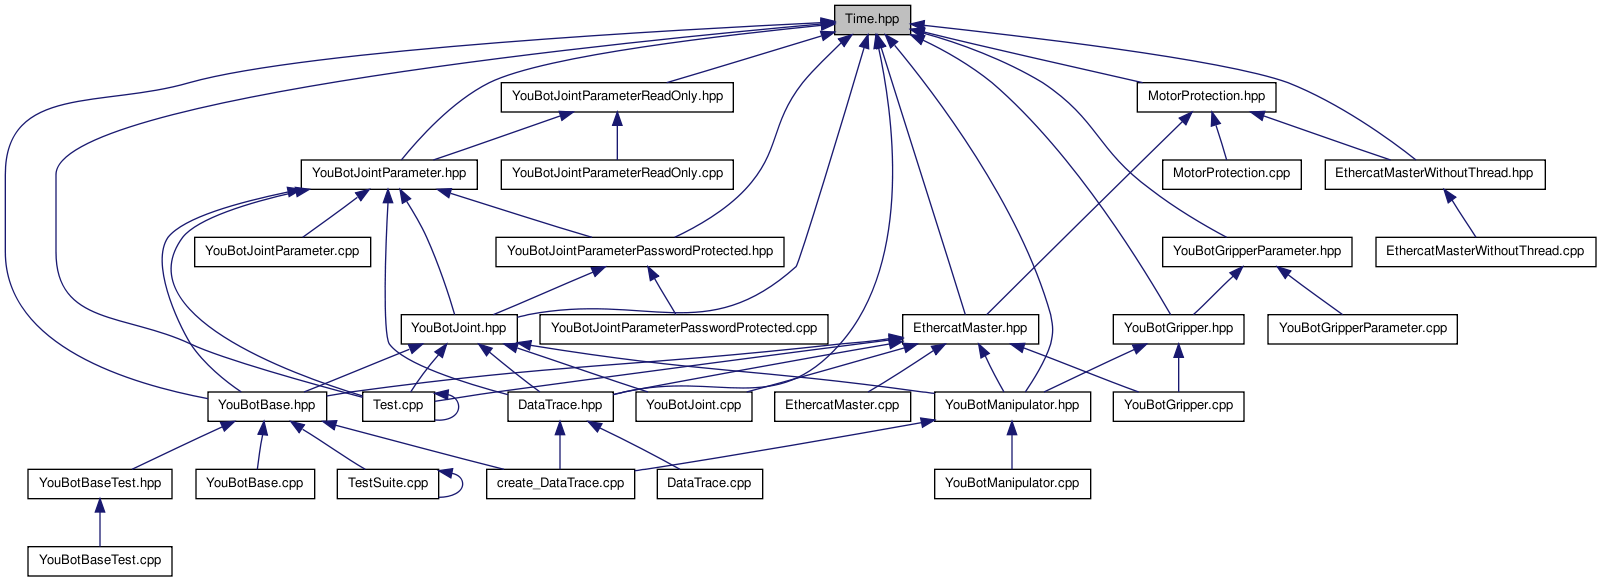 Time.hpp
YouBotJointParameterReadOnly.hpp
MotorProtection.hpp
YouBotJointParameter.hpp
YouBotJointParameterReadOnly.cpp
MotorProtection.cpp
EthercatMasterWithoutThread.hpp
YouBotJointParameter.cpp
YouBotJointParameterPasswordProtected.hpp
YouBotGripperParameter.hpp
EthercatMasterWithoutThread.cpp
YouBotJoint.hpp
YouBotJointParameterPasswordProtected.cpp
EthercatMaster.hpp
YouBotGripper.hpp
YouBotGripperParameter.cpp
YouBotBase.hpp
Test.cpp
DataTrace.hpp
YouBotJoint.cpp
EthercatMaster.cpp
YouBotManipulator.hpp
YouBotGripper.cpp
YouBotBaseTest.hpp
YouBotBase.cpp
TestSuite.cpp
create_DataTrace.cpp
DataTrace.cpp
YouBotManipulator.cpp
YouBotBaseTest.cpp